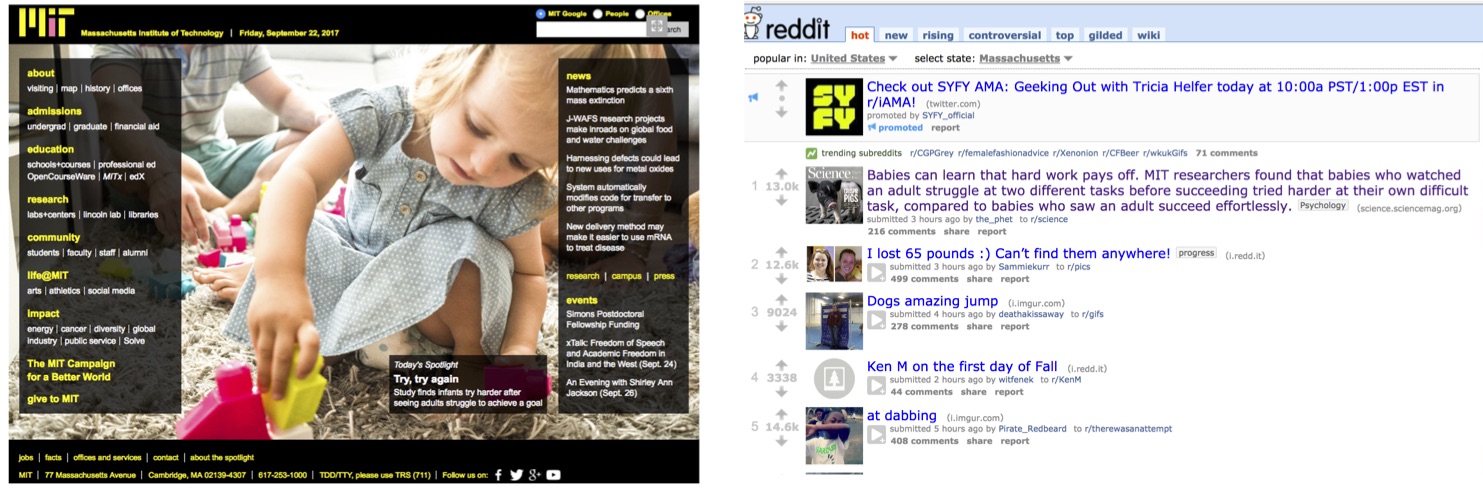 MIT
Massachusetts Institute of Technology | Friday, September 22, 2017
MIT Google People Offices
about
visiting | map | history | offices
admissions
undergrad | graduate | financial aid
education
schools+courses | professional ed
OpenCourseWare | MITx | edX
research
labs+centers | lincoln lab | libraries
community
students | faculty | staff | alumni
life@MIT
arts | athletics | social media
impact
energy | cancer | diversity | global
industry | public service | Solve
The MIT Campaign
for a Better World
give to MIT
news
Mathematics predicts a sixth
mass extinction
J-WAFS research projects
make inroads on global food
and water challenges
Harnessing defects could lead
to new uses for metal oxides
System automatically
modifies code for transfer to
other programs
New delivery method may
make it easier to use mRNA
to treat disease
research | campus | press
events
Simons Postdoctoral
Fellowship Funding
xTalk: Freedom of Speech
and Academic Freedom in
India and the West (Sept. 24)
An Evening with Shirley Ann
Jackson (Sept. 26)
Today's Spotlight
Try, try again
Study finds infants try harder after
seeing adults struggle to achieve a goal
jobs | facts | offices and services | contact | about the spotlight
MIT | 77 Massachusetts Avenue | Cambridge, MA 02139-4307 | 617-253-1000 | TDD/TTY, please use TRS (711) | Follow us on:
reddit hot new rising controversial top gilded wiki
popular in: United States select state: Massachusetts
SYFY
Check out SYFY AMA: Geeking Out with Tricia Helfer today at 10:00a PST/1:00p EST in
r/iAMA! (twitter.com)
promoted by SYFY_official
promoted report
trending subreddits r/CGPGrey r/femalefashionadvice r/Xenonion r/CFBeer r/wkukGifs 71 comments
1 13.0k
Science
Babies can learn that hard work pays off. MIT researchers found that babies who watched
an adult struggle at two different tasks before succeeding tried harder at their own difficult
task, compared to babies who saw an adult succeed effortlessly. Psychology (science.sciencemag.org)
submitted 3 hours ago by the_phet to r/science
216 comments share report
2 12.6k
I lost 65 pounds :) Can't find them anywhere! progress (i.redd.it)
submitted 3 hours ago by Sammiekurr to r/pics
499 comments share report
3 9024
Dogs amazing jump (i.imgur.com)
submitted 4 hours ago by deathakissaway to r/gifs
278 comments share report
4 3338
Ken M on the first day of Fall (i.redd.it)
submitted 2 hours ago by witfenek to r/KenM
44 comments share report
5 14.6k
at dabbing (i.imgur.com)
submitted 5 hours ago by Pirate_Redbeard to r/therewasanattempt
408 comments share report